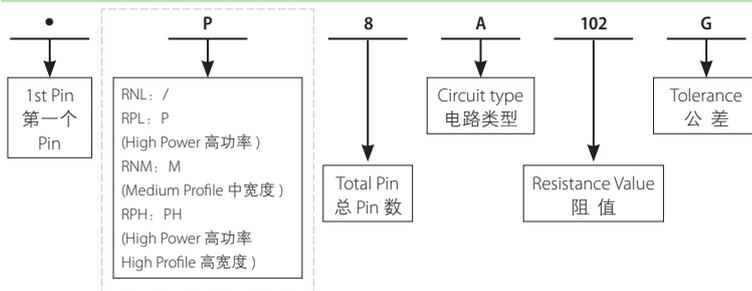 • P 8 A 102 G
1st Pin
第一个
Pin
RNL：/
RPL：P
(High Power 高功率 )
RNM：M
(Medium Profile 中宽度 )
RPH：PH
(High Power 高功率
High Profile 高宽度 )
Total Pin
总 Pin 数
Circuit type
电路类型
Resistance Value
阻 值
Tolerance
公 差